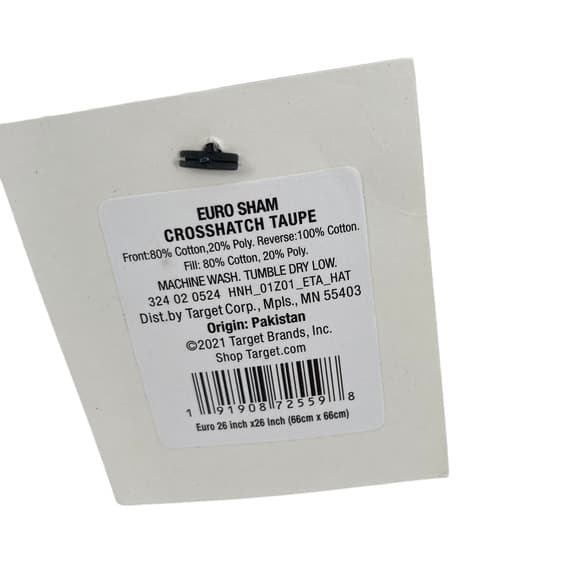 EURO SHAM
CROSSHATCH TAUPE
Front:80% Cotton,20% Poly. Reverse:100% Cotton.
Fill: 80% Cotton, 20% Poly.
MACHINE WASH. TUMBLE DRY LOW.
324 02 0524 HNH_01Z01_ETA_HAT
Dist.by Target Corp., Mpls., MN 55403
Origin: Pakistan
©2021 Target Brands, Inc.
Shop Target.com
1 91908 72559 8
Euro 26 inch x26 Inch (66cm x 66cm)